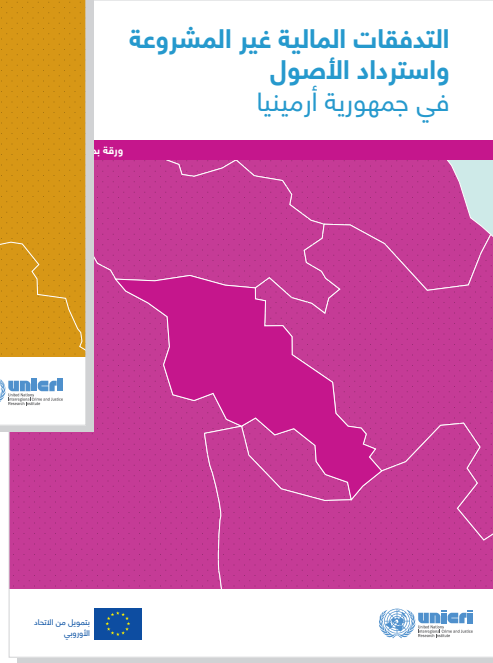 التدفقات المالية غير المشروعة
واسترداد الأصول
في جمهورية أرمينيا
ورقة
unicri
United Nations
Interregional Crime and Justice
Research Institute
بتمويل من الاتحاد
الأوروبي
unicri
United Nations
Interregional Crime and Justice
Research Institute